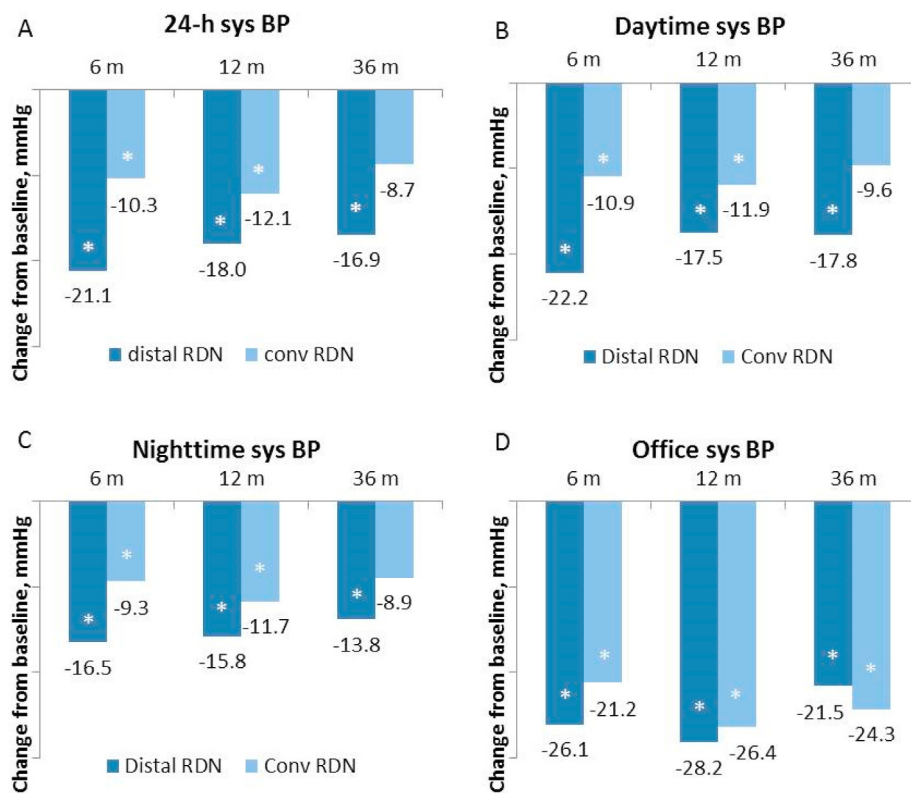 A
24-h sys BP
6 m 12 m 36 m
Change from baseline, mmHg
* * * * *
-21.1 -10.3 -18.0 -12.1 -16.9 -8.7
distal RDN conv RDN
B
Daytime sys BP
6 m 12 m 36 m
Change from baseline, mmHg
* * * * *
-22.2 -10.9 -17.5 -11.9 -17.8 -9.6
Distal RDN Conv RDN
C
Nighttime sys BP
6 m 12 m 36 m
Change from baseline, mmHg
* * * * *
-16.5 -9.3 -15.8 -11.7 -13.8 -8.9
Distal RDN Conv RDN
D
Office sys BP
6 m 12 m 36 m
Change from baseline, mmHg
* * * * * *
-26.1 -21.2 -28.2 -26.4 -21.5 -24.3